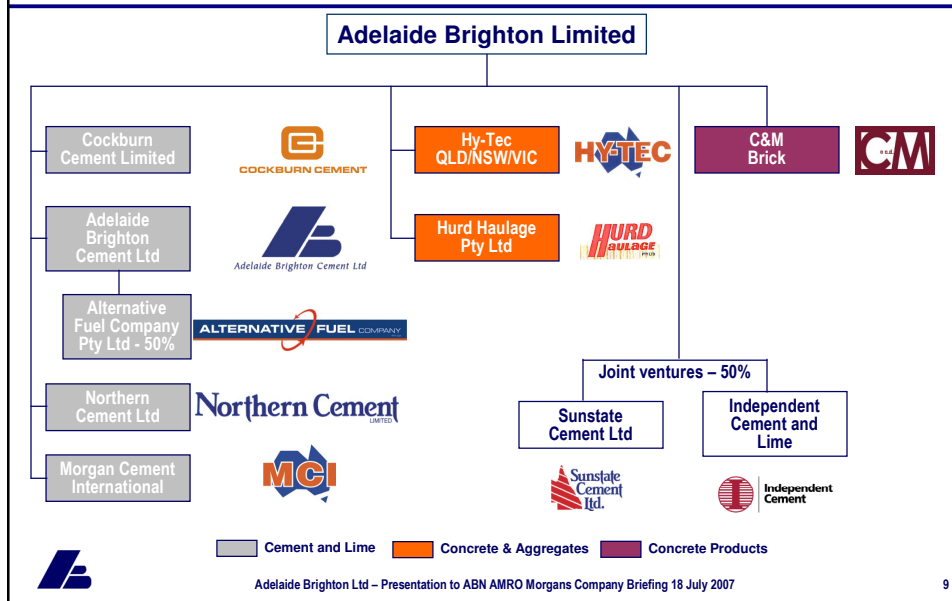 Adelaide Brighton Limited
Cockburn
Cement Limited
COCKBURN CEMENT
Hy-Tec
QLD/NSW/VIC
HY-TEC
C&M
Brick
C and M
Adelaide
Brighton
Cement Ltd
Adelaide Brighton Cement Ltd
Hurd Haulage
Pty Ltd
HURD
HAULAGE
PTY LTD
Alternative
Fuel Company
Pty Ltd - 50%
ALTERNATIVE FUEL COMPANY
Joint ventures – 50%
Northern
Cement Ltd
Northern Cement
LIMITED
Sunstate
Cement Ltd
Independent
Cement and
Lime
Morgan Cement
International
MCI
Sunstate
Cement
Ltd.
I
Independent
Cement
Cement and Lime
Concrete & Aggregates
Concrete Products
Adelaide Brighton Ltd – Presentation to ABN AMRO Morgans Company Briefing 18 July 2007
9